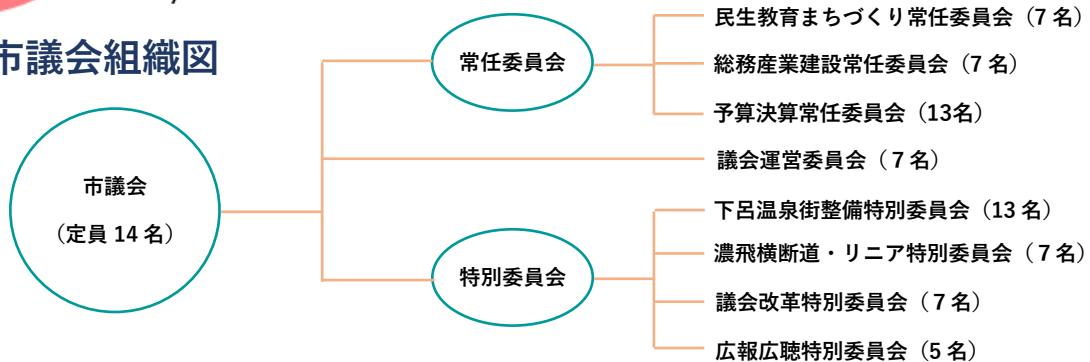 市議会組織図
市議会
（定員 14 名）
常任委員会
民生教育まちづくり常任委員会（7 名）
総務産業建設常任委員会（7 名）
予算決算常任委員会（13名）
議会運営委員会（７名）
特別委員会
下呂温泉街整備特別委員会（13 名）
濃飛横断道・リニア特別委員会（７名）
議会改革特別委員会（７名）
広報広聴特別委員会（5 名）